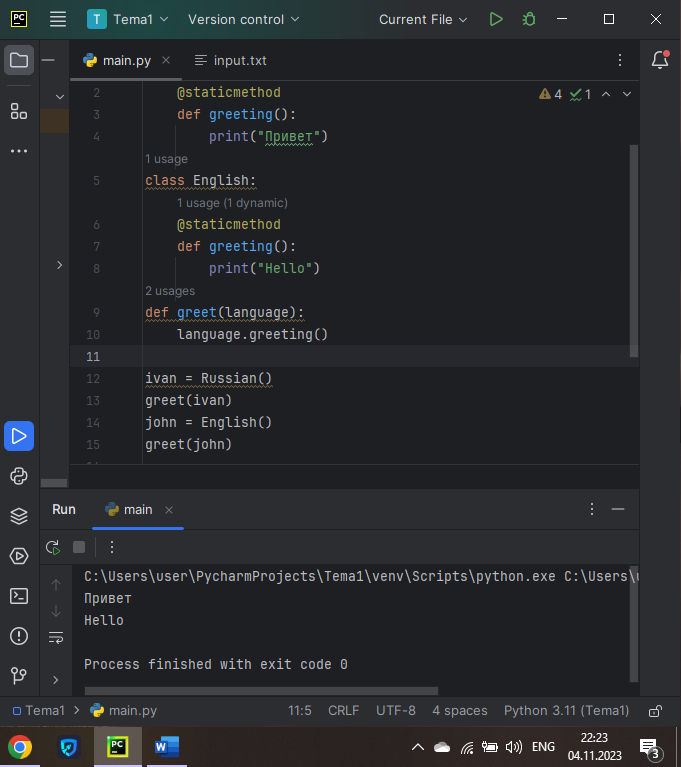 PC T Tema1 Version control Current File
main.py input.txt
2 @staticmethod 4 1
3 def greeting():
4 print("Привет")
1 usage
5 class English:
1 usage (1 dynamic)
6 @staticmethod
7 def greeting():
8 print("Hello")
2 usages
9 def greet(language):
10 language.greeting()
11
12 ivan = Russian()
13 greet(ivan)
14 john = English()
15 greet(john)
Run main
C:\Users\user\PycharmProjects\Tema1\venv\Scripts\python.exe C:\Users\
Привет
Hello
Process finished with exit code 0
Tema1 > main.py 11:5 CRLF UTF-8 4 spaces Python 3.11 (Tema1)
PC W ENG 22:23
04.11.2023 3